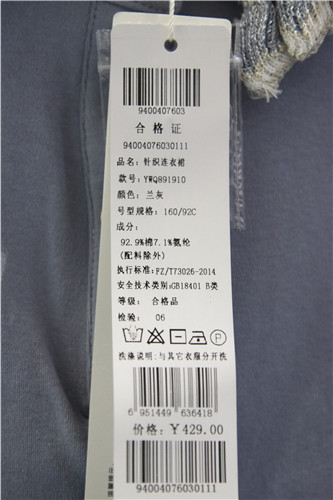 9400407603
合格证
94004076030111
品名：针织连衣裙
款号：YWQ891910
颜色：兰灰
号型规格：160/92C
成分：
92.9%棉7.1%氨纶
(配料除外)
执行标准：FZ/T73026-2014
安全技术类别:GB18401 B类
等级： 合格品
检验： 06
洗涤说明：与其它衣服分开洗
6 951449 636418
价格：￥429.00
94004076030111